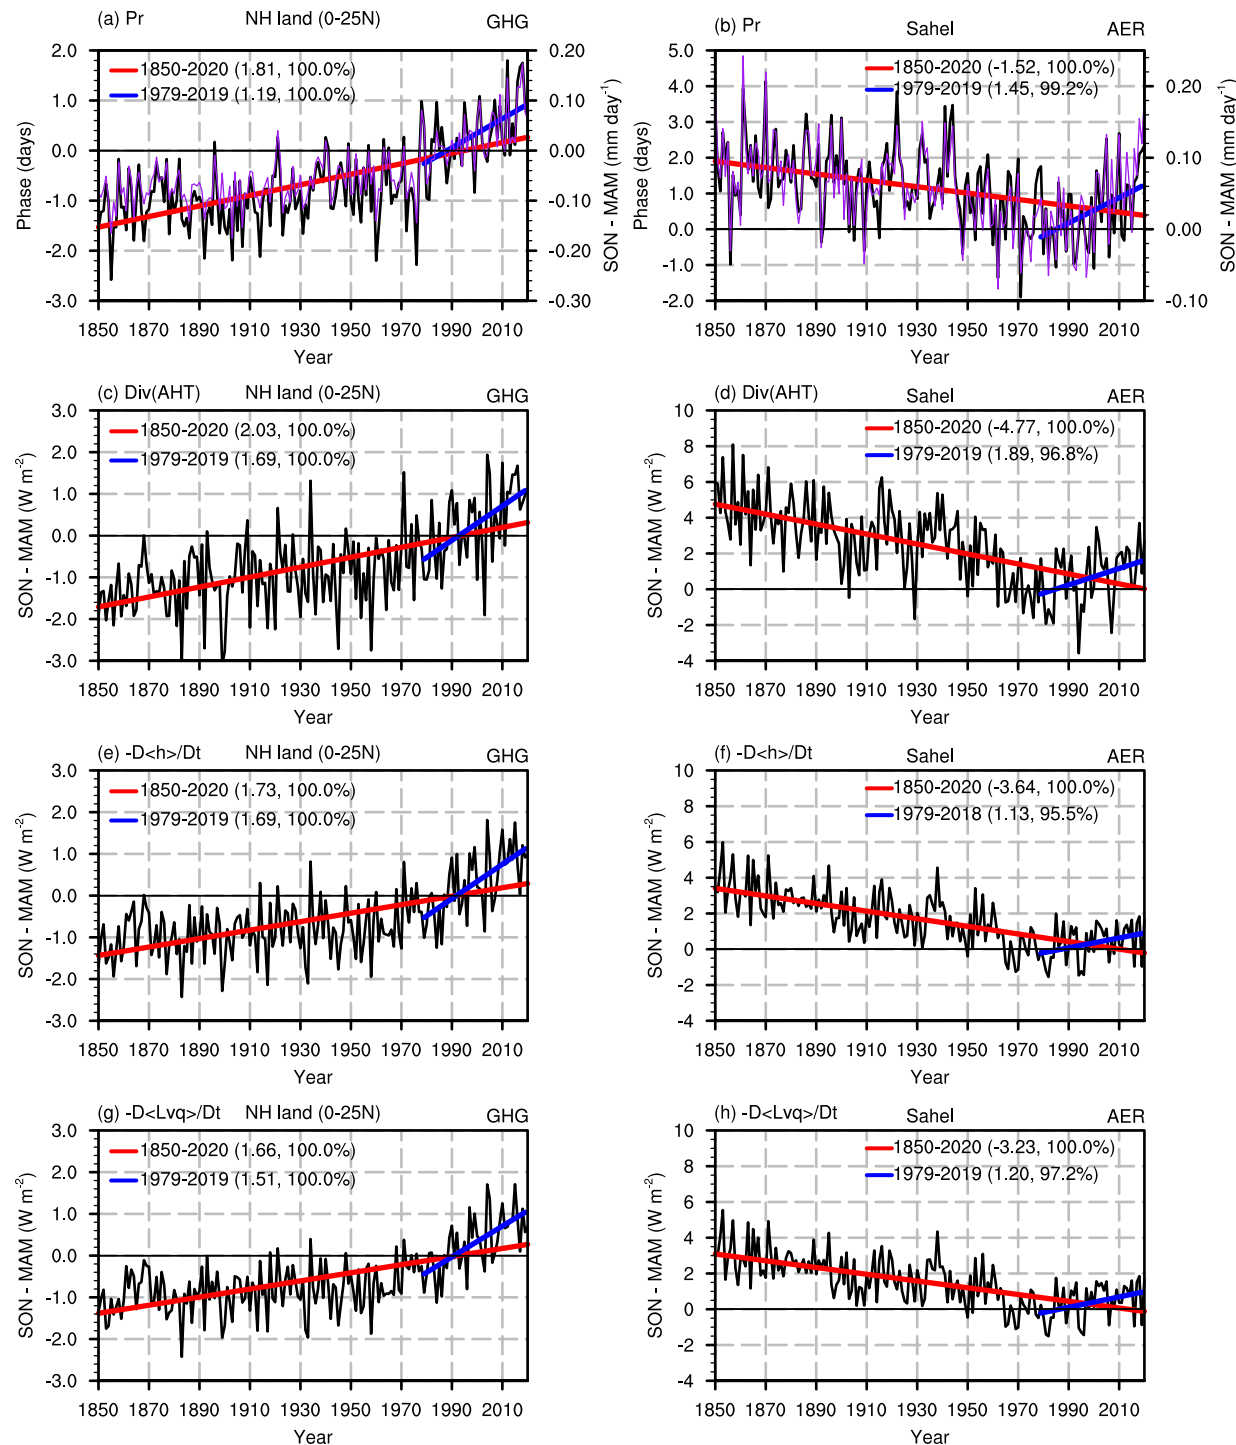 (a) Pr NH land (0-25N) GHG
2.0
1.0
0.0
-1.0
-2.0
-3.0
Phase (days)
1850-2020 (1.81, 100.0%)
1979-2019 (1.19, 100.0%)
0.20
0.10
0.00
-0.10
-0.20
-0.30
SON - MAM (mm day⁻¹)
1850 1870 1890 1910 1930 1950 1970 1990 2010
Year
(b) Pr Sahel AER
5.0
4.0
3.0
2.0
1.0
0.0
-1.0
-2.0
Phase (days)
1850-2020 (-1.52, 100.0%)
1979-2019 (1.45, 99.2%)
0.20
0.10
0.00
-0.10
SON - MAM (mm day⁻¹)
1850 1870 1890 1910 1930 1950 1970 1990 2010
Year
(c) Div(AHT) NH land (0-25N) GHG
3.0
2.0
1.0
0.0
-1.0
-2.0
-3.0
SON - MAM (W m⁻²)
1850-2020 (2.03, 100.0%)
1979-2019 (1.69, 100.0%)
1850 1870 1890 1910 1930 1950 1970 1990 2010
Year
(d) Div(AHT) Sahel AER
10
8
6
4
2
0
-2
-4
SON - MAM (W m⁻²)
1850-2020 (-4.77, 100.0%)
1979-2019 (1.89, 96.8%)
1850 1870 1890 1910 1930 1950 1970 1990 2010
Year
(e) -D<h>/Dt NH land (0-25N) GHG
3.0
2.0
1.0
0.0
-1.0
-2.0
-3.0
SON - MAM (W m⁻²)
1850-2020 (1.73, 100.0%)
1979-2019 (1.69, 100.0%)
1850 1870 1890 1910 1930 1950 1970 1990 2010
Year
(f) -D<h>/Dt Sahel AER
10
8
6
4
2
0
-2
-4
SON - MAM (W m⁻²)
1850-2020 (-3.64, 100.0%)
1979-2018 (1.13, 95.5%)
1850 1870 1890 1910 1930 1950 1970 1990 2010
Year
(g) -D<Lvq>/Dt NH land (0-25N) GHG
3.0
2.0
1.0
0.0
-1.0
-2.0
-3.0
SON - MAM (W m⁻²)
1850-2020 (1.66, 100.0%)
1979-2019 (1.51, 100.0%)
1850 1870 1890 1910 1930 1950 1970 1990 2010
Year
(h) -D<Lvq>/Dt Sahel AER
10
8
6
4
2
0
-2
-4
SON - MAM (W m⁻²)
1850-2020 (-3.23, 100.0%)
1979-2019 (1.20, 97.2%)
1850 1870 1890 1910 1930 1950 1970 1990 2010
Year